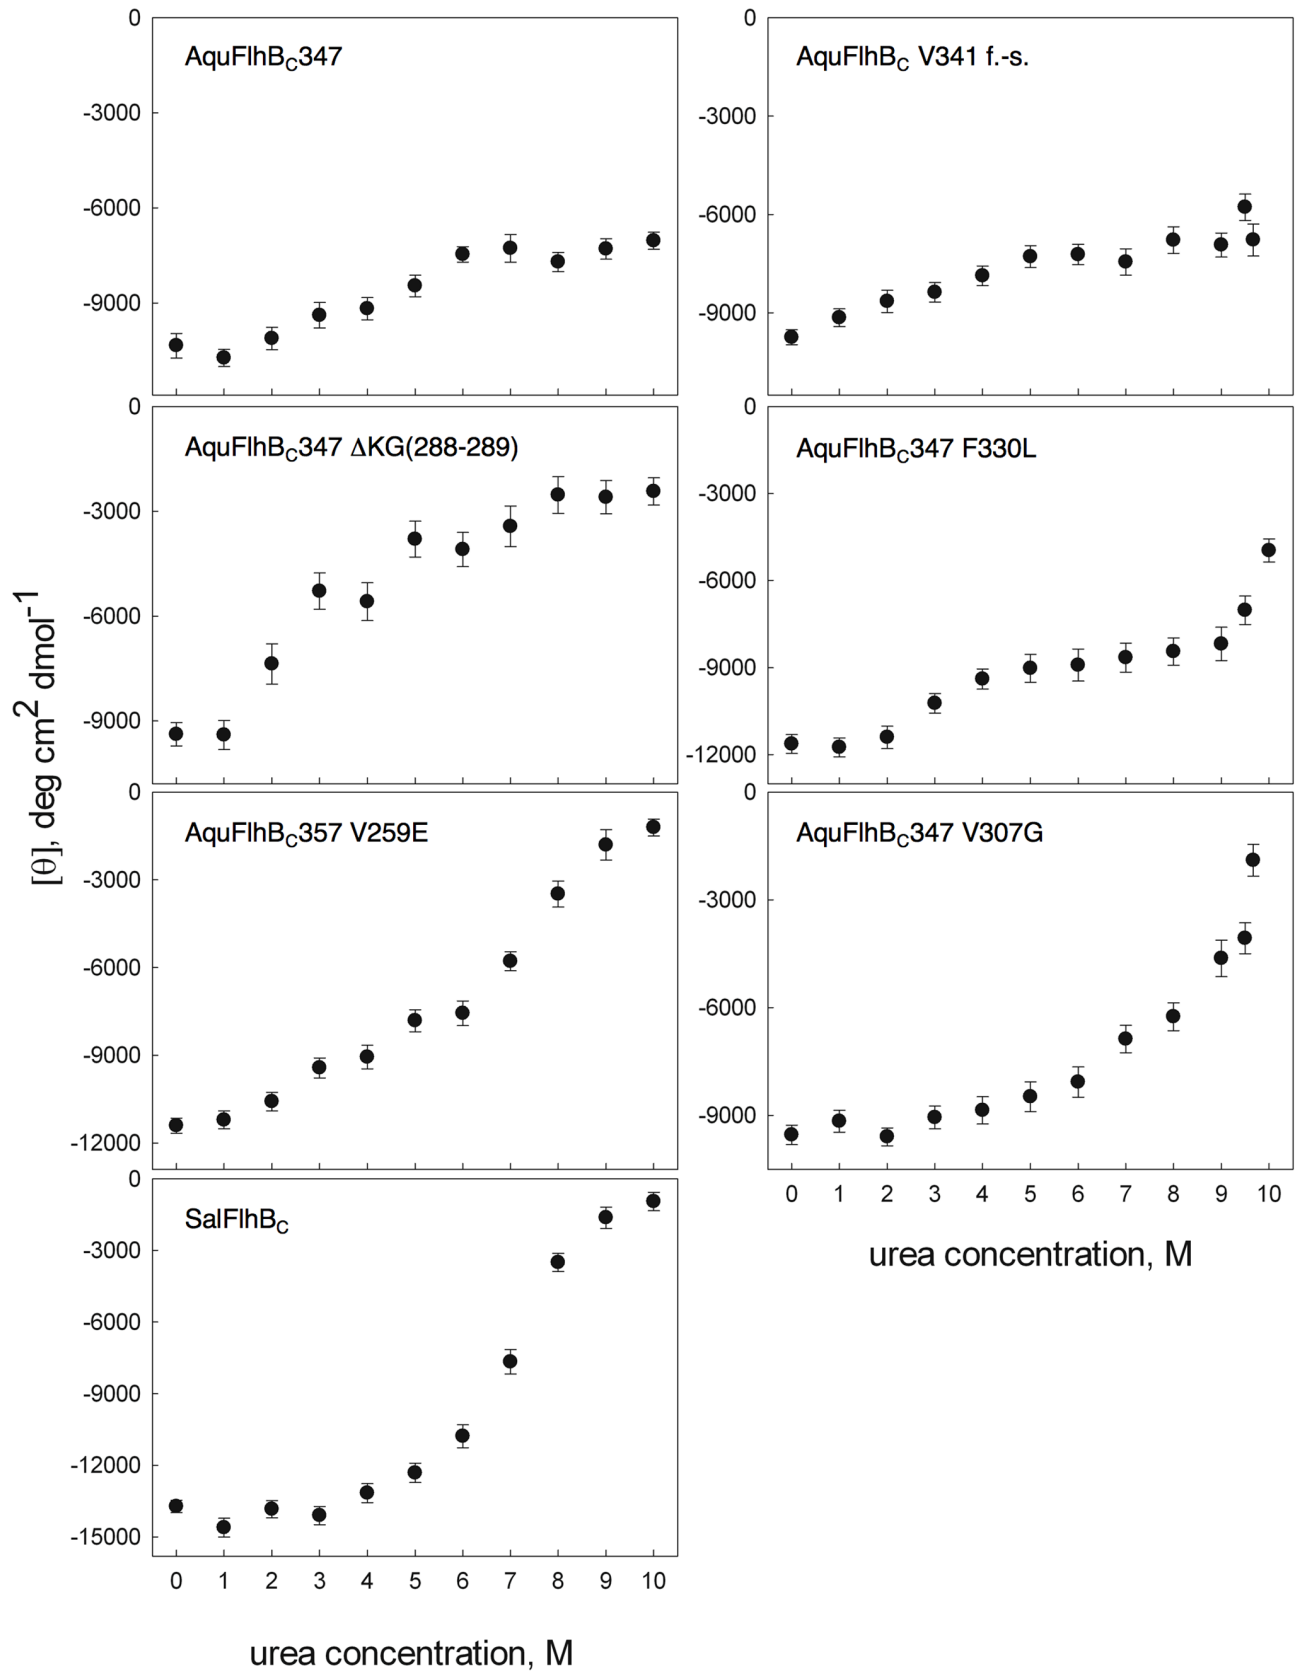 [θ], deg cm2 dmol-1
AquFlhBC347
0
-3000
-6000
-9000
AquFlhBC V341 f.-s.
0
-3000
-6000
-9000
AquFlhBC347 ΔKG(288-289)
0
-3000
-6000
-9000
AquFlhBC347 F330L
0
-3000
-6000
-9000
-12000
AquFlhBC357 V259E
0
-3000
-6000
-9000
-12000
AquFlhBC347 V307G
0
-3000
-6000
-9000
0 1 2 3 4 5 6 7 8 9 10
urea concentration, M
SalFlhBC
0
-3000
-6000
-9000
-12000
-15000
0 1 2 3 4 5 6 7 8 9 10
urea concentration, M